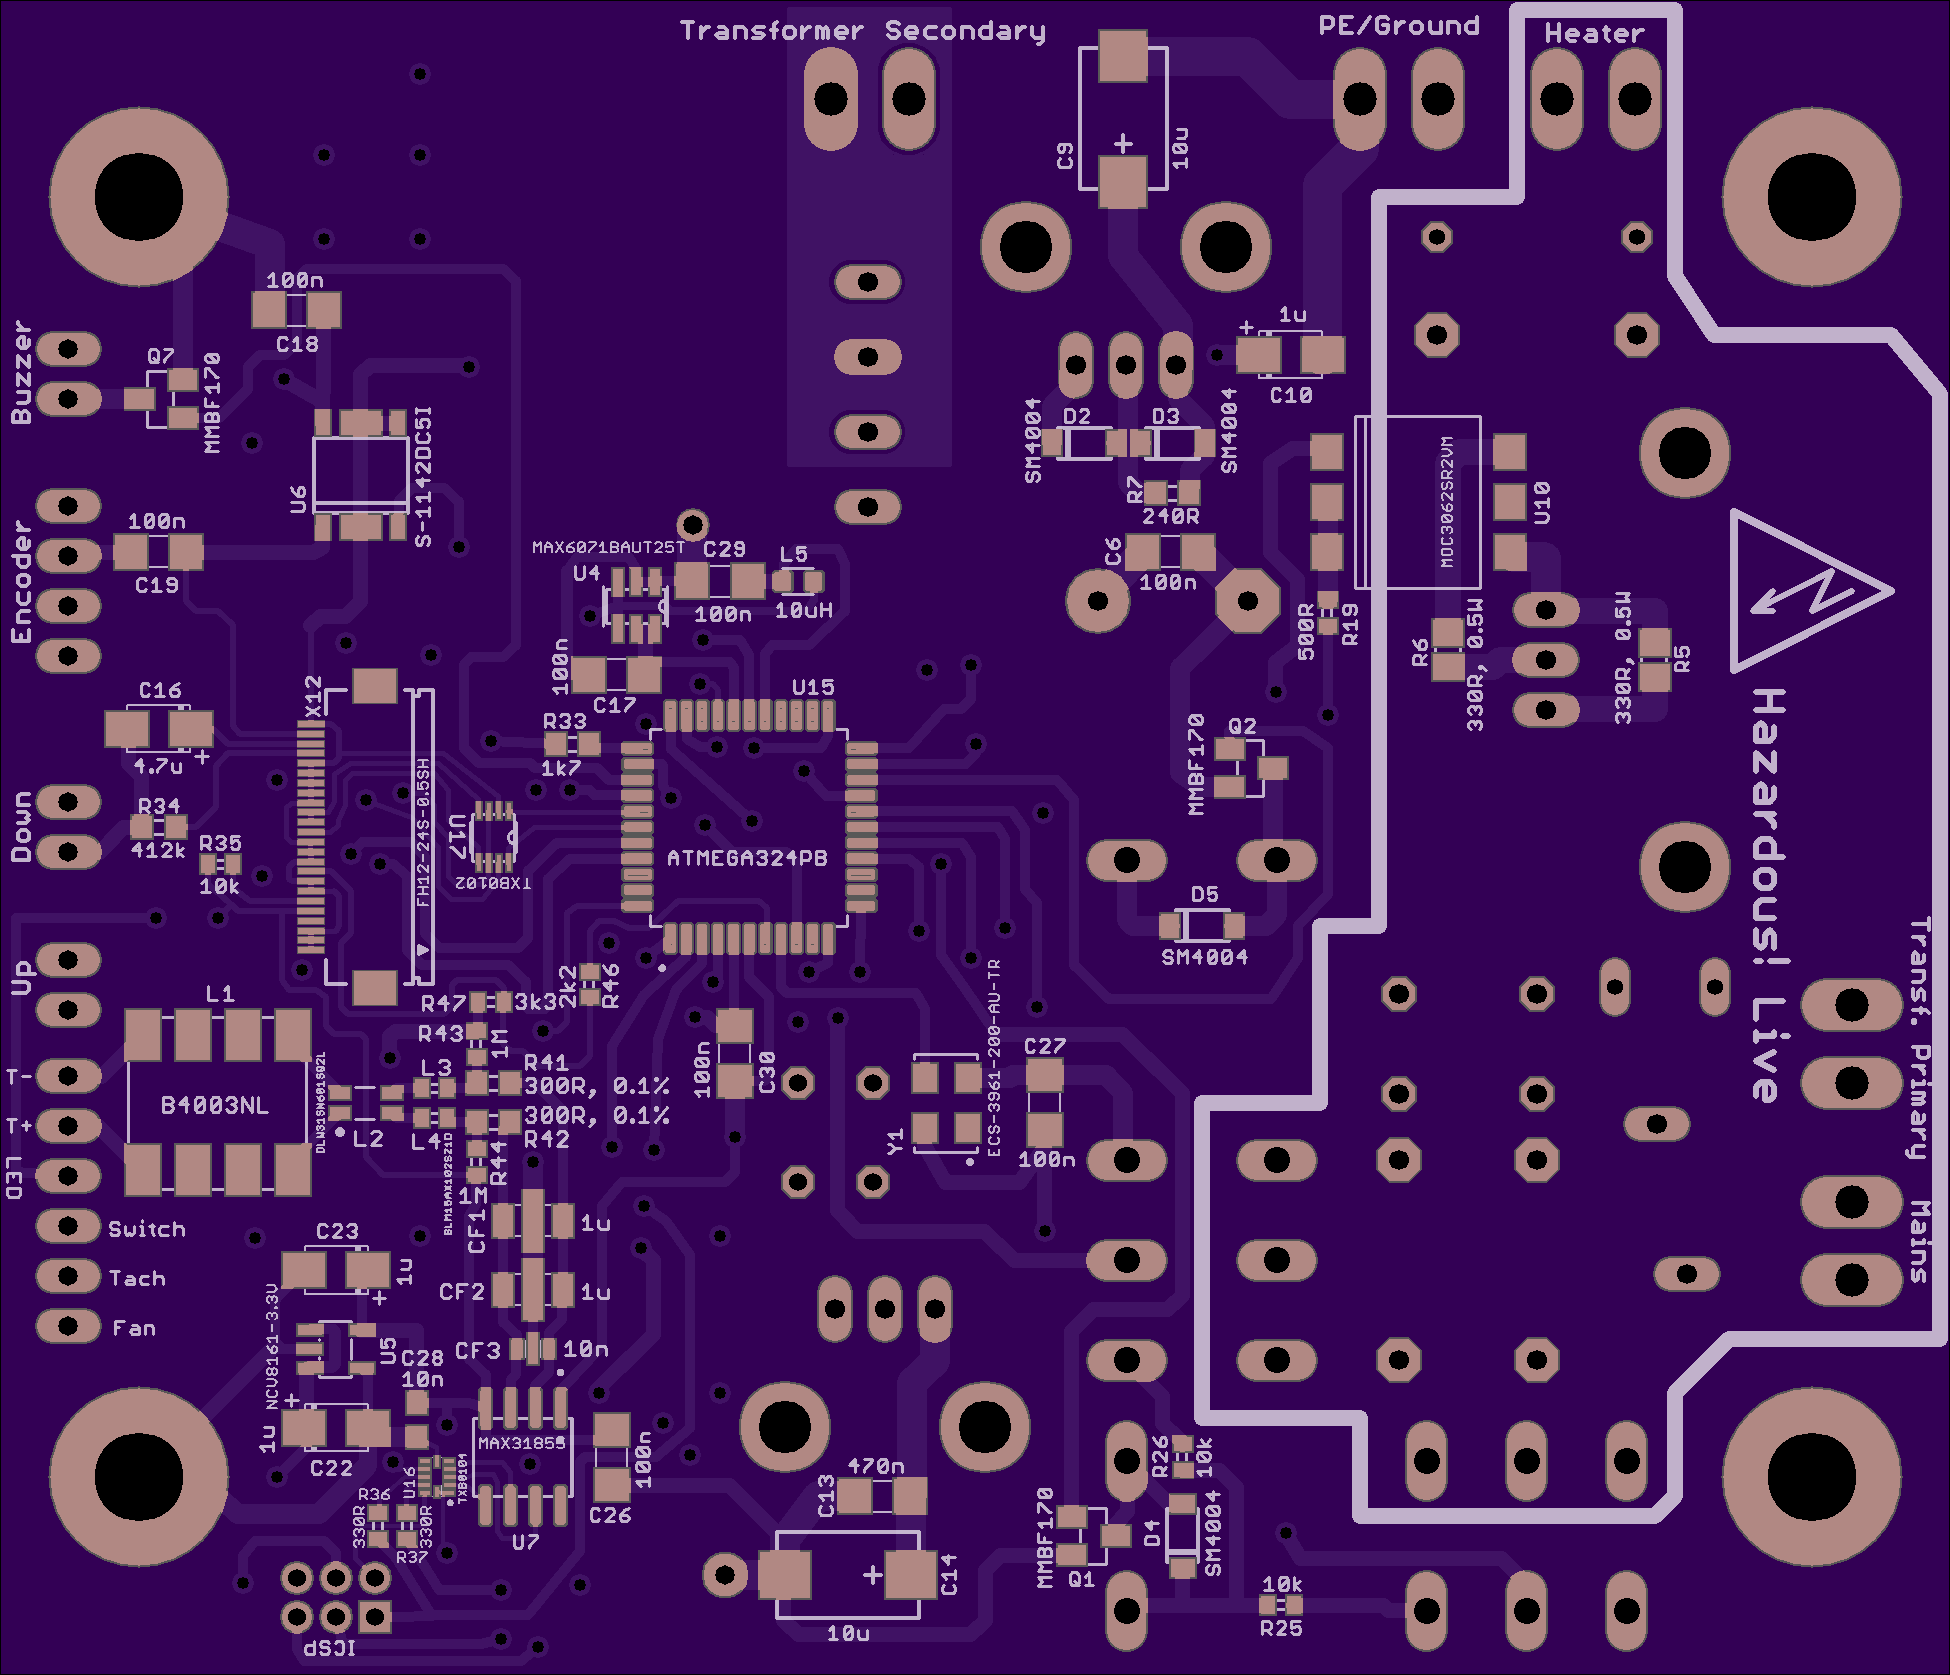 Transformer Secondary
PE/Ground
Heater
C9
+
10u
100n
C18
Buzzer
Q7
MMBF170
+
1u
C10
U6
S-1142DC5I
SM4004
D2
D3
SM4004
R7
240R
MOC3062SR2VM
U10
Encoder
100n
C19
MAX6071BAUT25T
U4
C29
100n
L5
10uH
C6
100n
500R
R19
R6
330R, 0.5W
330R, 0.5W
R5
100n
C17
C16
4.7u
+
X12
U15
R33
1k7
MMBF170
Q2
Hazardous! Live
Down
R34
412k
R35
10k
FH12-24S-0.5SH
U17
TXB0102
ATMEGA324PB
D5
SM4004
Up
L1
B4003NL
R47
3k3
2k2
R46
R43
1M
ECS-3961-200-AU-TR
Transf. Primary
Mains
T-
T+
LED
DLW31SN601SQ2L
L2
L3
L4
R41
300R, 0.1%
300R, 0.1%
R42
R44
1M
BLM15AX102SZ1D
100n
C30
Y1
C27
100n
Switch
Tach
Fan
C23
1u
+
CF1
1u
CF2
1u
CF3
10n
NCV8161-3.3V
U5
C28
10n
+
1u
C22
MAX31855
U7
100n
C26
U16
TXB0104
R36
330R
330R
R37
ICSP
C13
470n
+
C14
10u
MMBF170
Q1
R26
10k
D4
SM4004
10k
R25